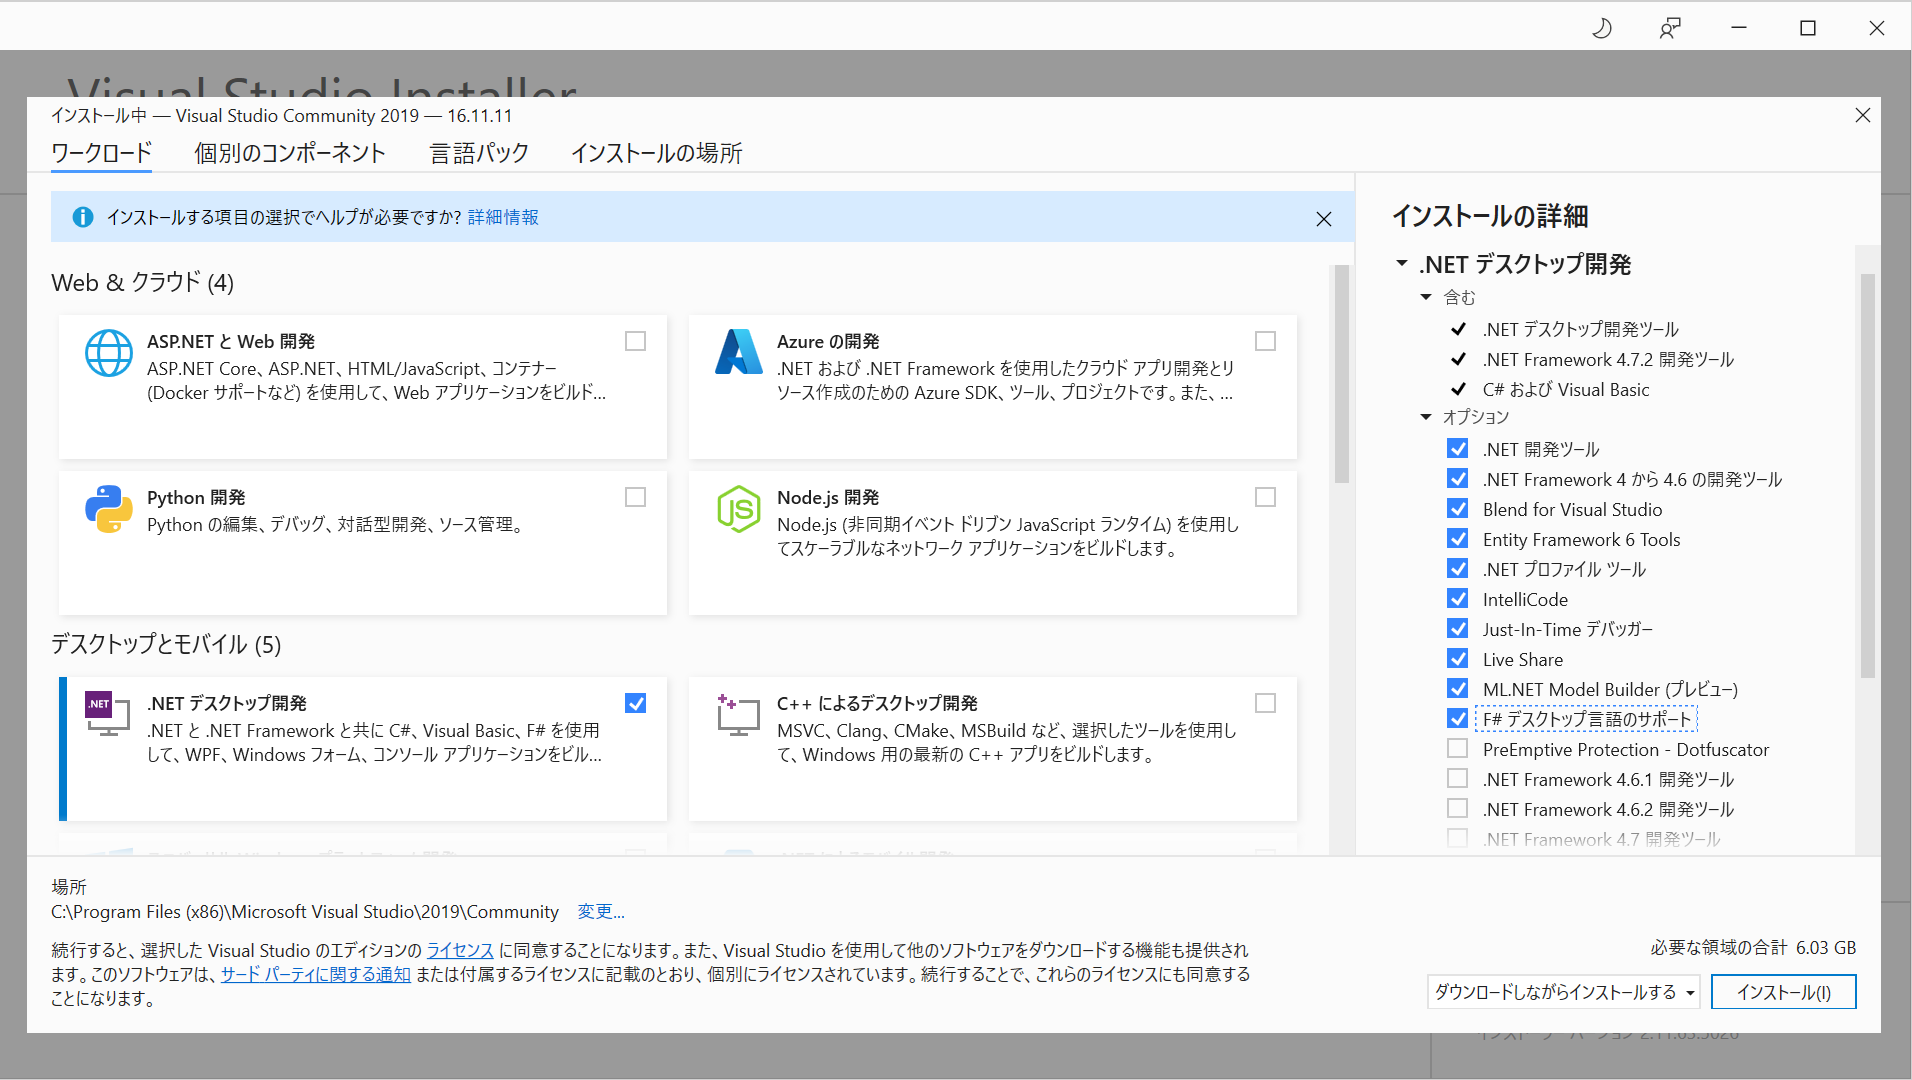 Visual Studio Installer
インストール中 — Visual Studio Community 2019 — 16.11.11
ワークロード
個別のコンポーネント
言語パック
インストールの場所
インストールする項目の選択でヘルプが必要ですか? 詳細情報
Web & クラウド (4)
ASP.NET と Web 開発
ASP.NET Core、ASP.NET、HTML/JavaScript、コンテナー
(Docker サポートなど) を使用して、Web アプリケーションをビルド...
Azure の開発
.NET および .NET Framework を使用したクラウド アプリ開発とリ
ソース作成のための Azure SDK、ツール、プロジェクトです。また、...
Python 開発
Python の編集、デバッグ、対話型開発、ソース管理。
JS
Node.js 開発
Node.js (非同期イベント ドリブン JavaScript ランタイム) を使用し
てスケーラブルなネットワーク アプリケーションをビルドします。
デスクトップとモバイル (5)
.NET
.NET デスクトップ開発
.NET と .NET Framework と共に C#、Visual Basic、F# を使用
して、WPF、Windows フォーム、コンソール アプリケーションをビル...
C++ によるデスクトップ開発
MSVC、Clang、CMake、MSBuild など、選択したツールを使用し
て、Windows 用の最新の C++ アプリをビルドします。
インストールの詳細
.NET デスクトップ開発
含む
.NET デスクトップ開発ツール
.NET Framework 4.7.2 開発ツール
C# および Visual Basic
オプション
.NET 開発ツール
.NET Framework 4 から 4.6 の開発ツール
Blend for Visual Studio
Entity Framework 6 Tools
.NET プロファイル ツール
IntelliCode
Just-In-Time デバッガー
Live Share
ML.NET Model Builder (プレビュー)
F# デスクトップ言語のサポート
PreEmptive Protection - Dotfuscator
.NET Framework 4.6.1 開発ツール
.NET Framework 4.6.2 開発ツール
.NET Framework 4.7 開発ツール
場所
C:\Program Files (x86)\Microsoft Visual Studio\2019\Community 変更...
続行すると、選択した Visual Studio のエディションの ライセンス に同意することになります。また、Visual Studio を使用して他のソフトウェアをダウンロードする機能も提供され
ます。このソフトウェアは、サード パーティに関する通知 または付属するライセンスに記載のとおり、個別にライセンスされています。続行することで、これらのライセンスにも同意する
ことになります。
必要な領域の合計 6.03 GB
ダウンロードしながらインストールする
インストール(I)